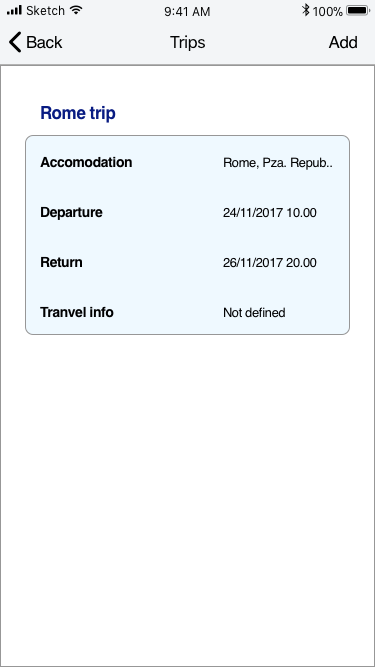 Sketch 9:41 AM 100%
Back Trips Add
Rome trip
Accomodation Rome, Pza. Repub..
Departure 24/11/2017 10.00
Return 26/11/2017 20.00
Tranvel info Not defined